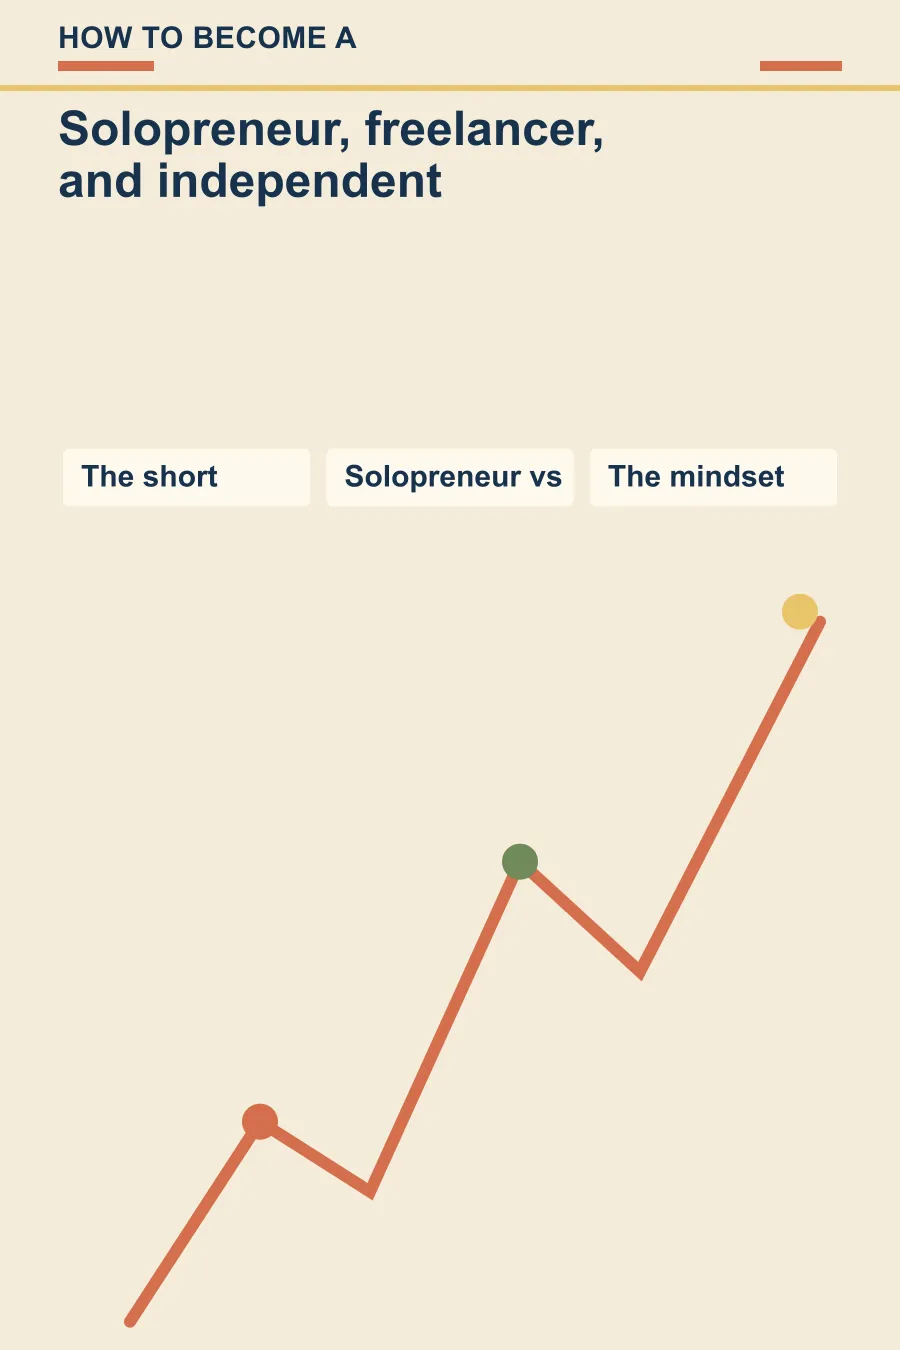 HOW TO BECOME A
Solopreneur, freelancer,
and independent
The short
Solopreneur vs
The mindset